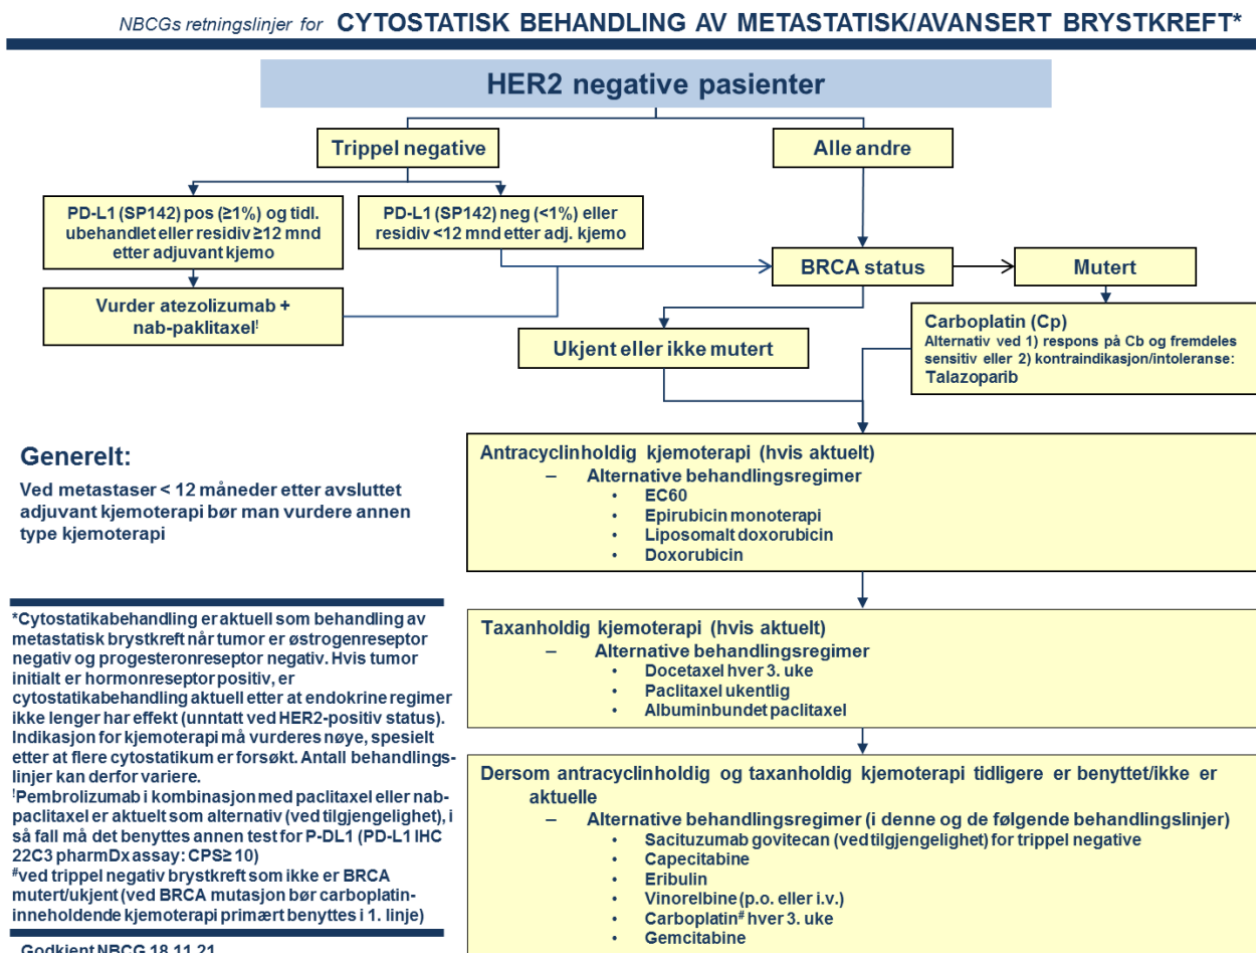 NBCGs retningslinjer for CYTOSTATISK BEHANDLING AV METASTATISK/AVANSERT BRYSTKREFT*
HER2 negative pasienter
Trippel negative
Alle andre
PD-L1 (SP142) pos (≥1%) og tidl.
ubehandlet eller residiv ≥12 mnd
etter adjuvant kjemo
PD-L1 (SP142) neg (<1%) eller
residiv <12 mnd etter adj. kjemo
BRCA status
Mutert
Vurder atezolizumab +
nab-paklitaxel!
Ukjent eller ikke mutert
Carboplatin (Cp)
Alternativ ved 1) respons på Cb og fremdeles
sensitiv eller 2) kontraindikasjon/intoleranse:
Talazoparib
Generelt:
Ved metastaser < 12 måneder etter avsluttet
adjuvant kjemoterapi bør man vurdere annen
type kjemoterapi
Antracyclinholdig kjemoterapi (hvis aktuelt)
– Alternative behandlingsregimer
• EC60
• Epirubicin monoterapi
• Liposomalt doxorubicin
• Doxorubicin
Taxanholdig kjemoterapi (hvis aktuelt)
– Alternative behandlingsregimer
• Docetaxel hver 3. uke
• Paclitaxel ukentlig
• Albuminbundet paclitaxel
Dersom antracyclinholdig og taxanholdig kjemoterapi tidligere er benyttet/ikke er
aktuelle
– Alternative behandlingsregimer (i denne og de følgende behandlingslinjer)
• Sacituzumab govitecan (ved tilgjengelighet) for trippel negative
• Capecitabine
• Eribulin
• Vinorelbine (p.o. eller i.v.)
• Carboplatin# hver 3. uke
• Gemcitabine
*Cytostatikabehandling er aktuell som behandling av
metastatisk brystkreft når tumor er østrogenreseptor
negativ og progesteronreseptor negativ. Hvis tumor
initialt er hormonreseptor positiv, er
cytostatikabehandling aktuell etter at endokrine regimer
ikke lenger har effekt (unntatt ved HER2-positiv status).
Indikasjon for kjemoterapi må vurderes nøye, spesielt
etter at flere cytostatikum er forsøkt. Antall behandlings-
linjer kan derfor variere.
!Pembrolizumab i kombinasjon med paclitaxel eller nab-
paclitaxel er aktuelt som alternativ (ved tilgjengelighet), i
så fall må det benyttes annen test for P-DL1 (PD-L1 IHC
22C3 pharmDx assay: CPS≥ 10)
#ved trippel negativ brystkreft som ikke er BRCA
mutert/ukjent (ved BRCA mutasjon bør carboplatin-
inneholdende kjemoterapi primært benyttes i 1. linje)
Godkjent NBCG 18.11.21